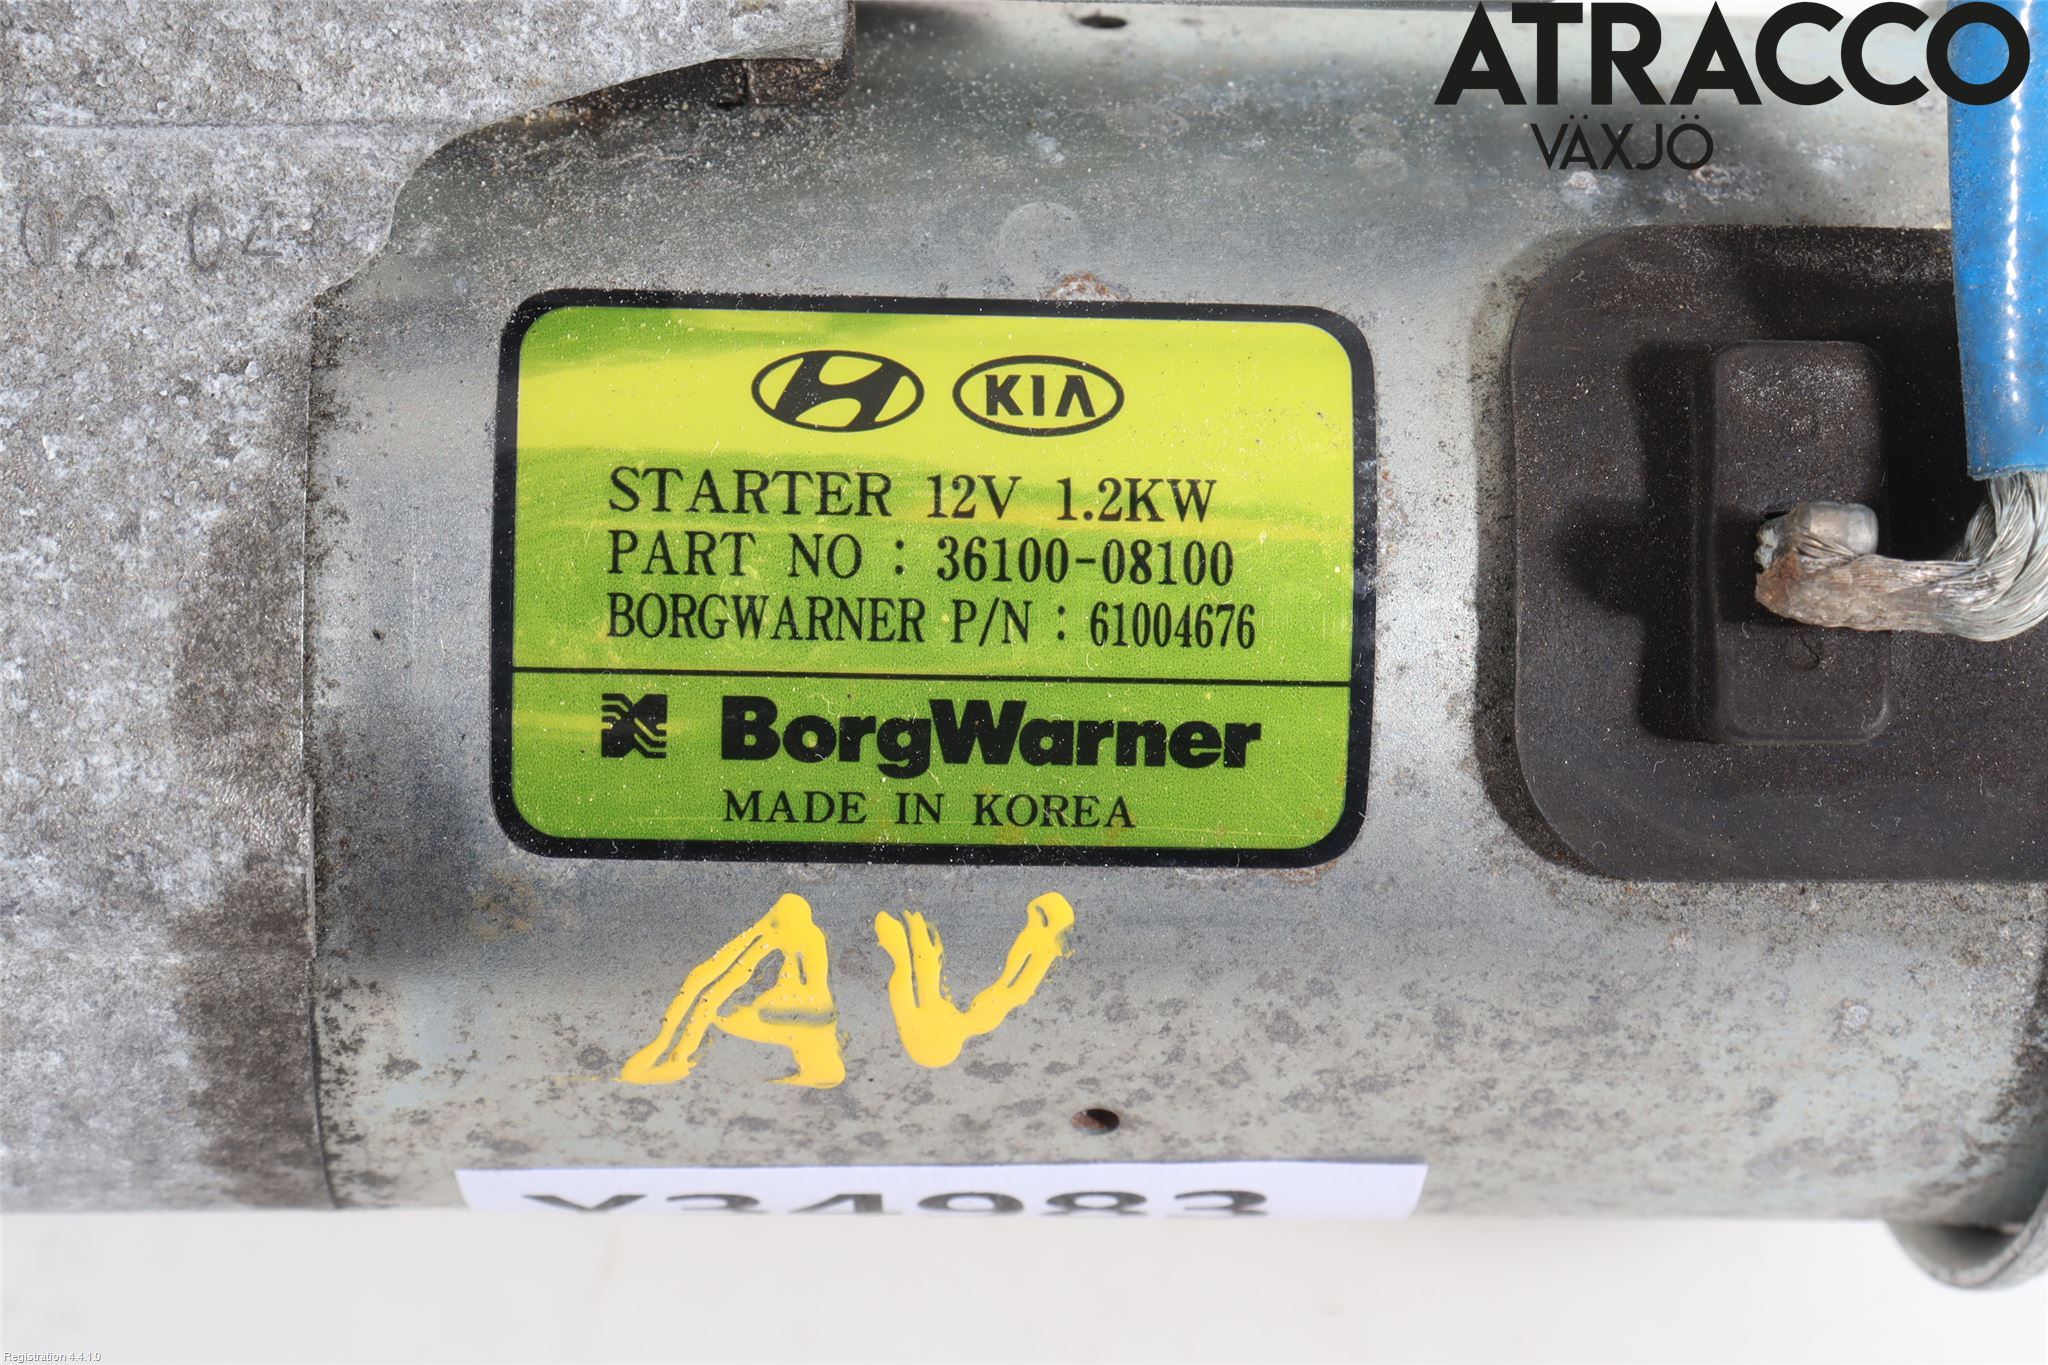 ATRACCO
VÄXJÖ
02.04
KIA
STARTER 12V 1.2KW
PART NO : 36100-08100
BORGWARNER P/N : 61004676
BorgWarner
MADE IN KOREA
AV
V34983
Registration 4.4.1.0